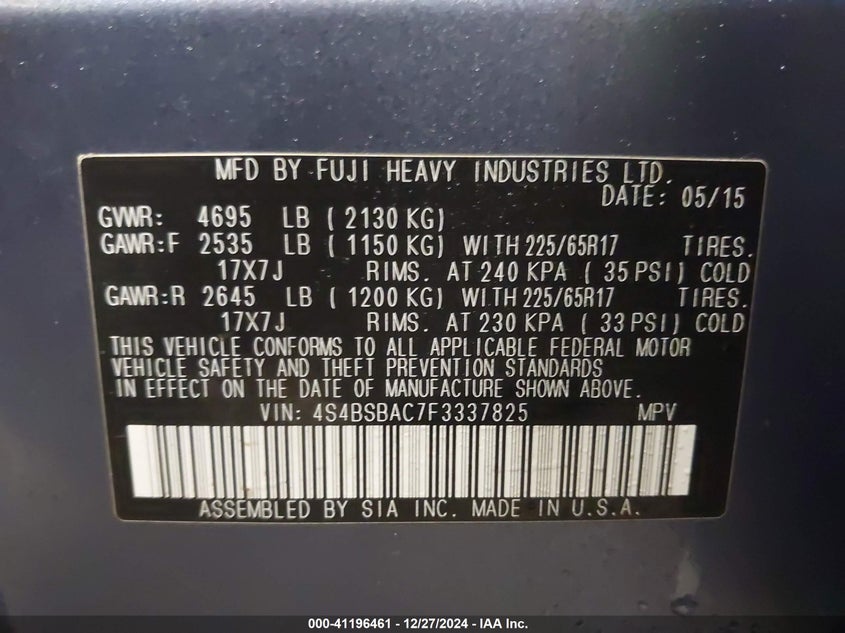 MFD BY FUJI HEAVY INDUSTRIES LTD.
DATE: 05/15
GVWR: 4695 LB ( 2130 KG)
GAWR:F 2535 LB ( 1150 KG) WITH 225/65R17 TIRES.
17X7J RIMS. AT 240 KPA ( 35 PSI) COLD
GAWR:R 2645 LB ( 1200 KG) WITH 225/65R17 TIRES.
17X7J RIMS. AT 230 KPA ( 33 PSI) COLD
THIS VEHICLE CONFORMS TO ALL APPLICABLE FEDERAL MOTOR
VEHICLE SAFETY AND THEFT PREVENTION STANDARDS
IN EFFECT ON THE DATE OF MANUFACTURE SHOWN ABOVE.
VIN: 4S4BSBAC7F3337825 MPV
ASSEMBLED BY SIA INC. MADE IN U.S.A.
000-41196461 - 12/27/2024 - IAA Inc.